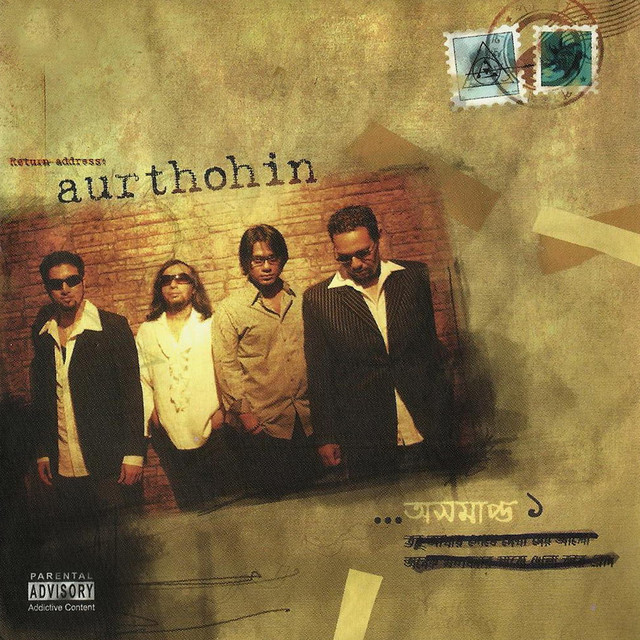 Return address:
aurthohin
...অসমাপ্ত ১
PARENTAL
ADVISORY
Addictive Content